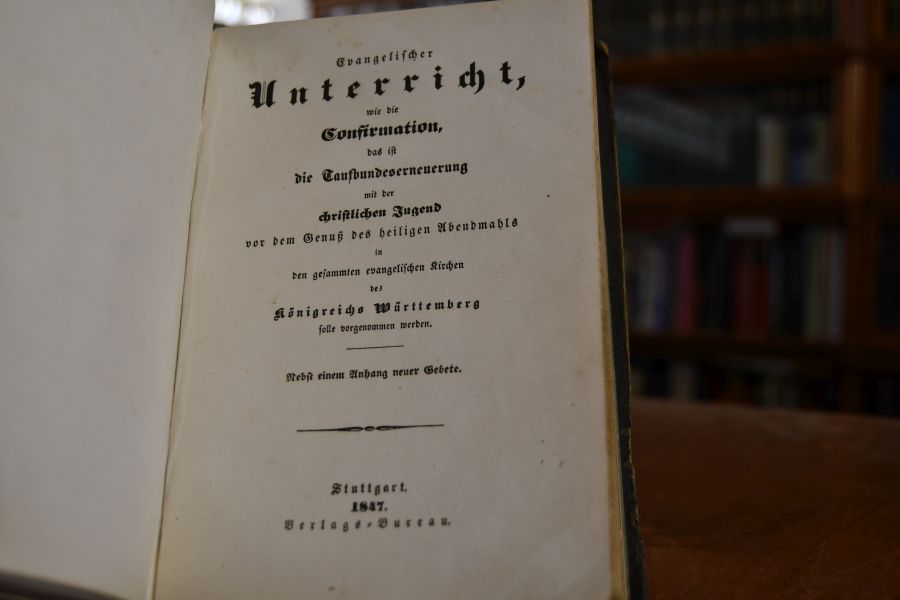 Evangelischer
Unterricht,
wie die
Confirmation,
das ist
die Taufbundeserneuerung
mit der
christlichen Jugend
vor dem Genuß des heiligen Abendmahls
in
den gesammten evangelischen Kirchen
des
Königreichs Württemberg
solle vorgenommen werden.
Nebst einem Anhang neuer Gebete.
Stuttgart.
1847.
Verlags-Bureau.